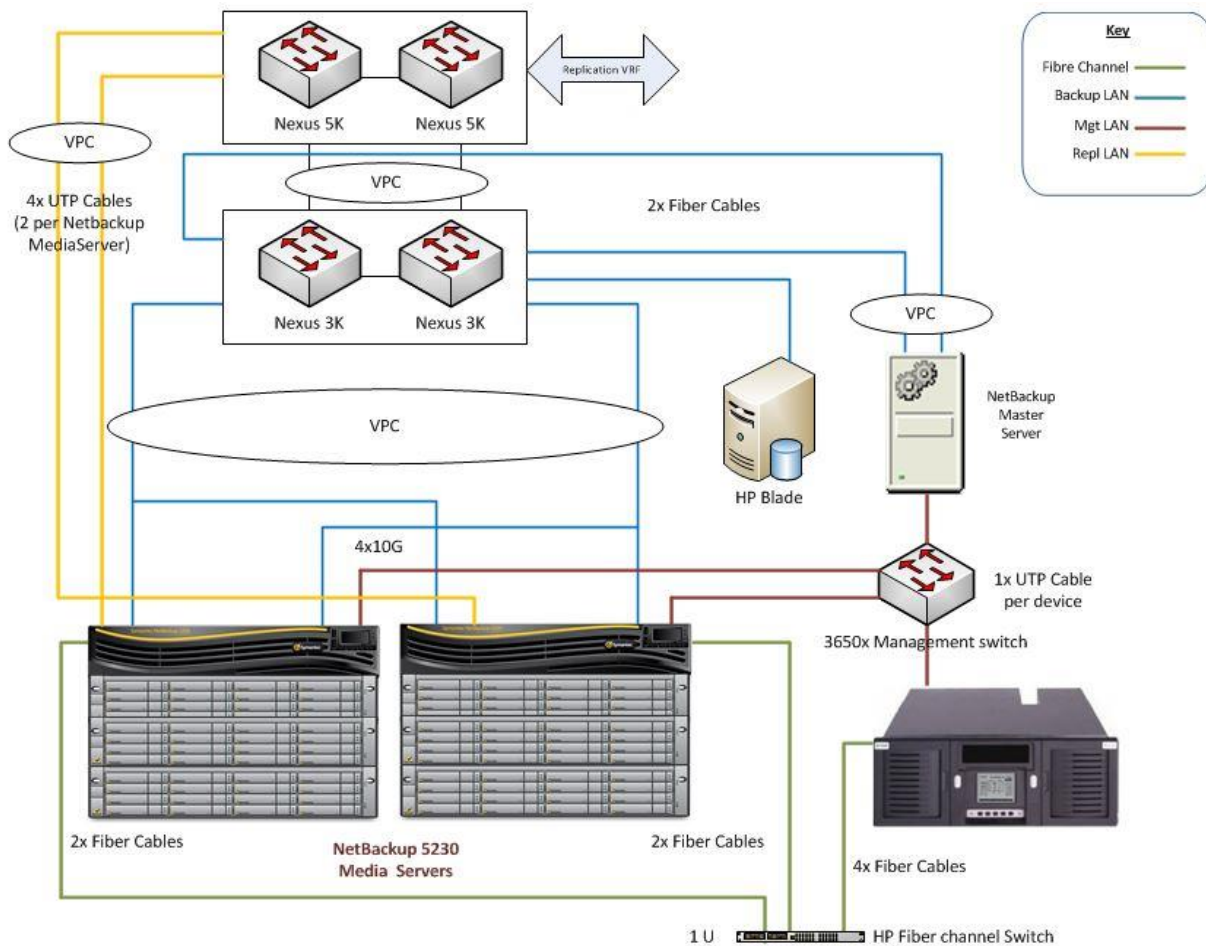 Key
Fibre Channel
Backup LAN
Mgt LAN
Repl LAN
Replication VRF
Nexus 5K
Nexus 5K
VPC
VPC
4x UTP Cables
(2 per Netbackup
MediaServer)
2x Fiber Cables
Nexus 3K
Nexus 3K
VPC
VPC
NetBackup
Master
Server
HP Blade
4x10G
1x UTP Cable
per device
3650x Management switch
2x Fiber Cables
NetBackup 5230
Media Servers
2x Fiber Cables
4x Fiber Cables
1 U
HP Fiber channel Switch